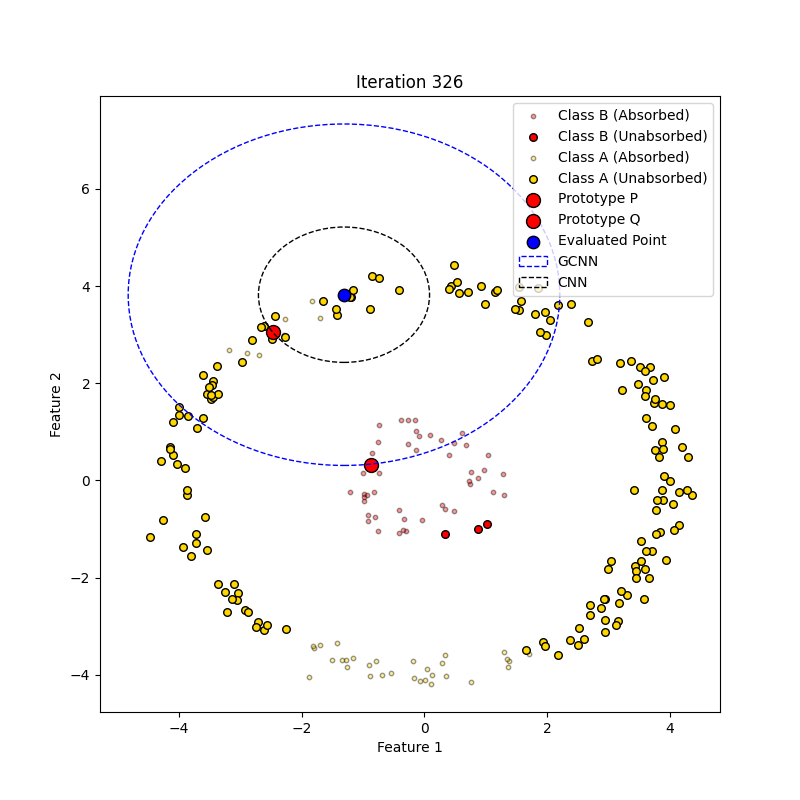 Iteration 326
Class B (Absorbed)
Class B (Unabsorbed)
Class A (Absorbed)
Class A (Unabsorbed)
Prototype P
Prototype Q
Evaluated Point
GCNN
CNN
Feature 2
6
4
2
0
−2
−4
−4
−2
0
2
4
Feature 1